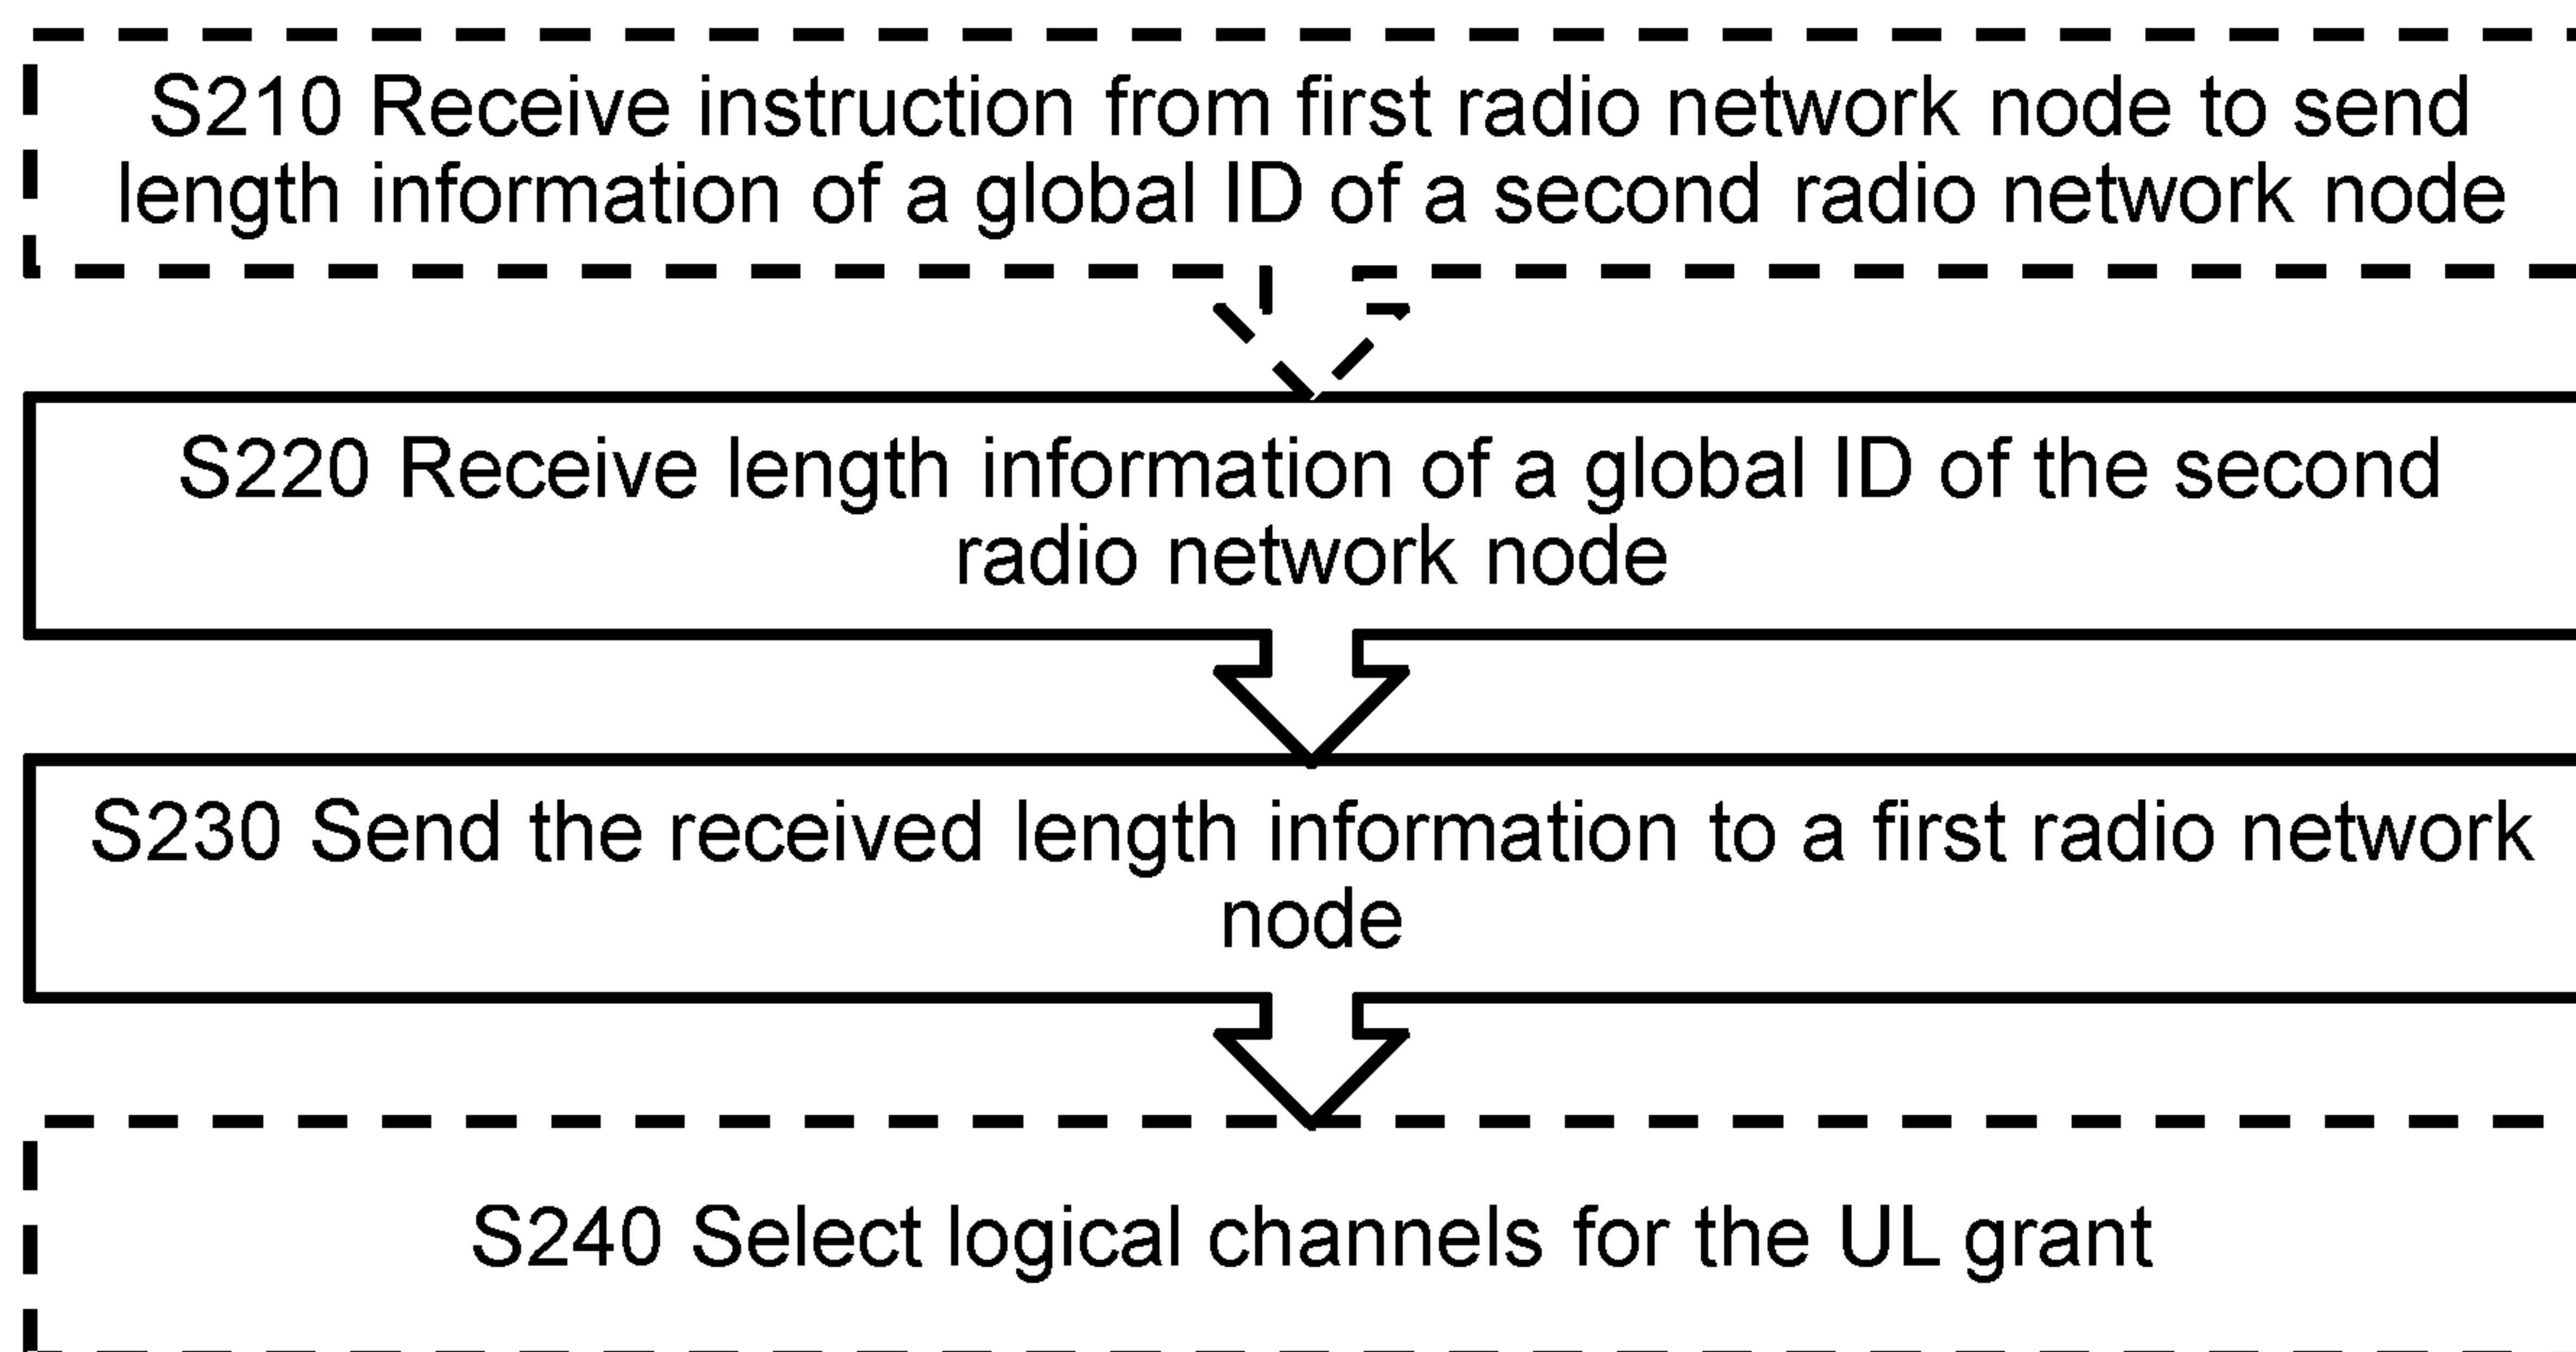 S210 Receive instruction from first radio network node to send
length information of a global ID of a second radio network node
S220 Receive length information of a global ID of the second
radio network node
S230 Send the received length information to a first radio network
node
S240 Select logical channels for the UL grant